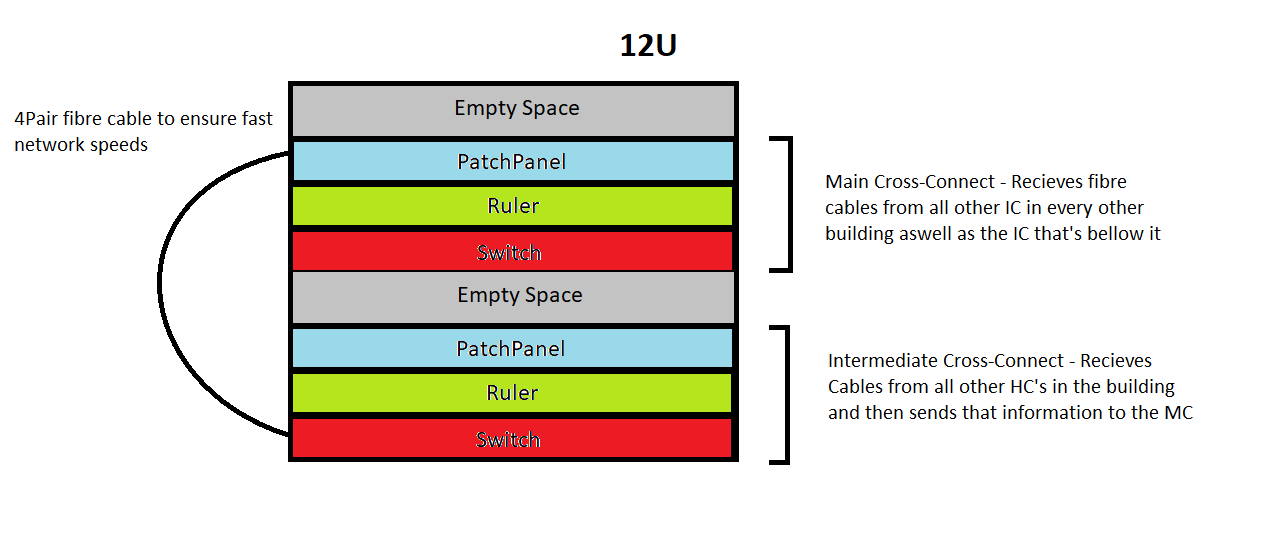 12U
4Pair fibre cable to ensure fast
network speeds
Empty Space
PatchPanel
Ruler
Switch
Empty Space
PatchPanel
Ruler
Switch
Main Cross-Connect - Recieves fibre
cables from all other IC in every other
building aswell as the IC that's bellow it
Intermediate Cross-Connect - Recieves
Cables from all other HC's in the building
and then sends that information to the MC